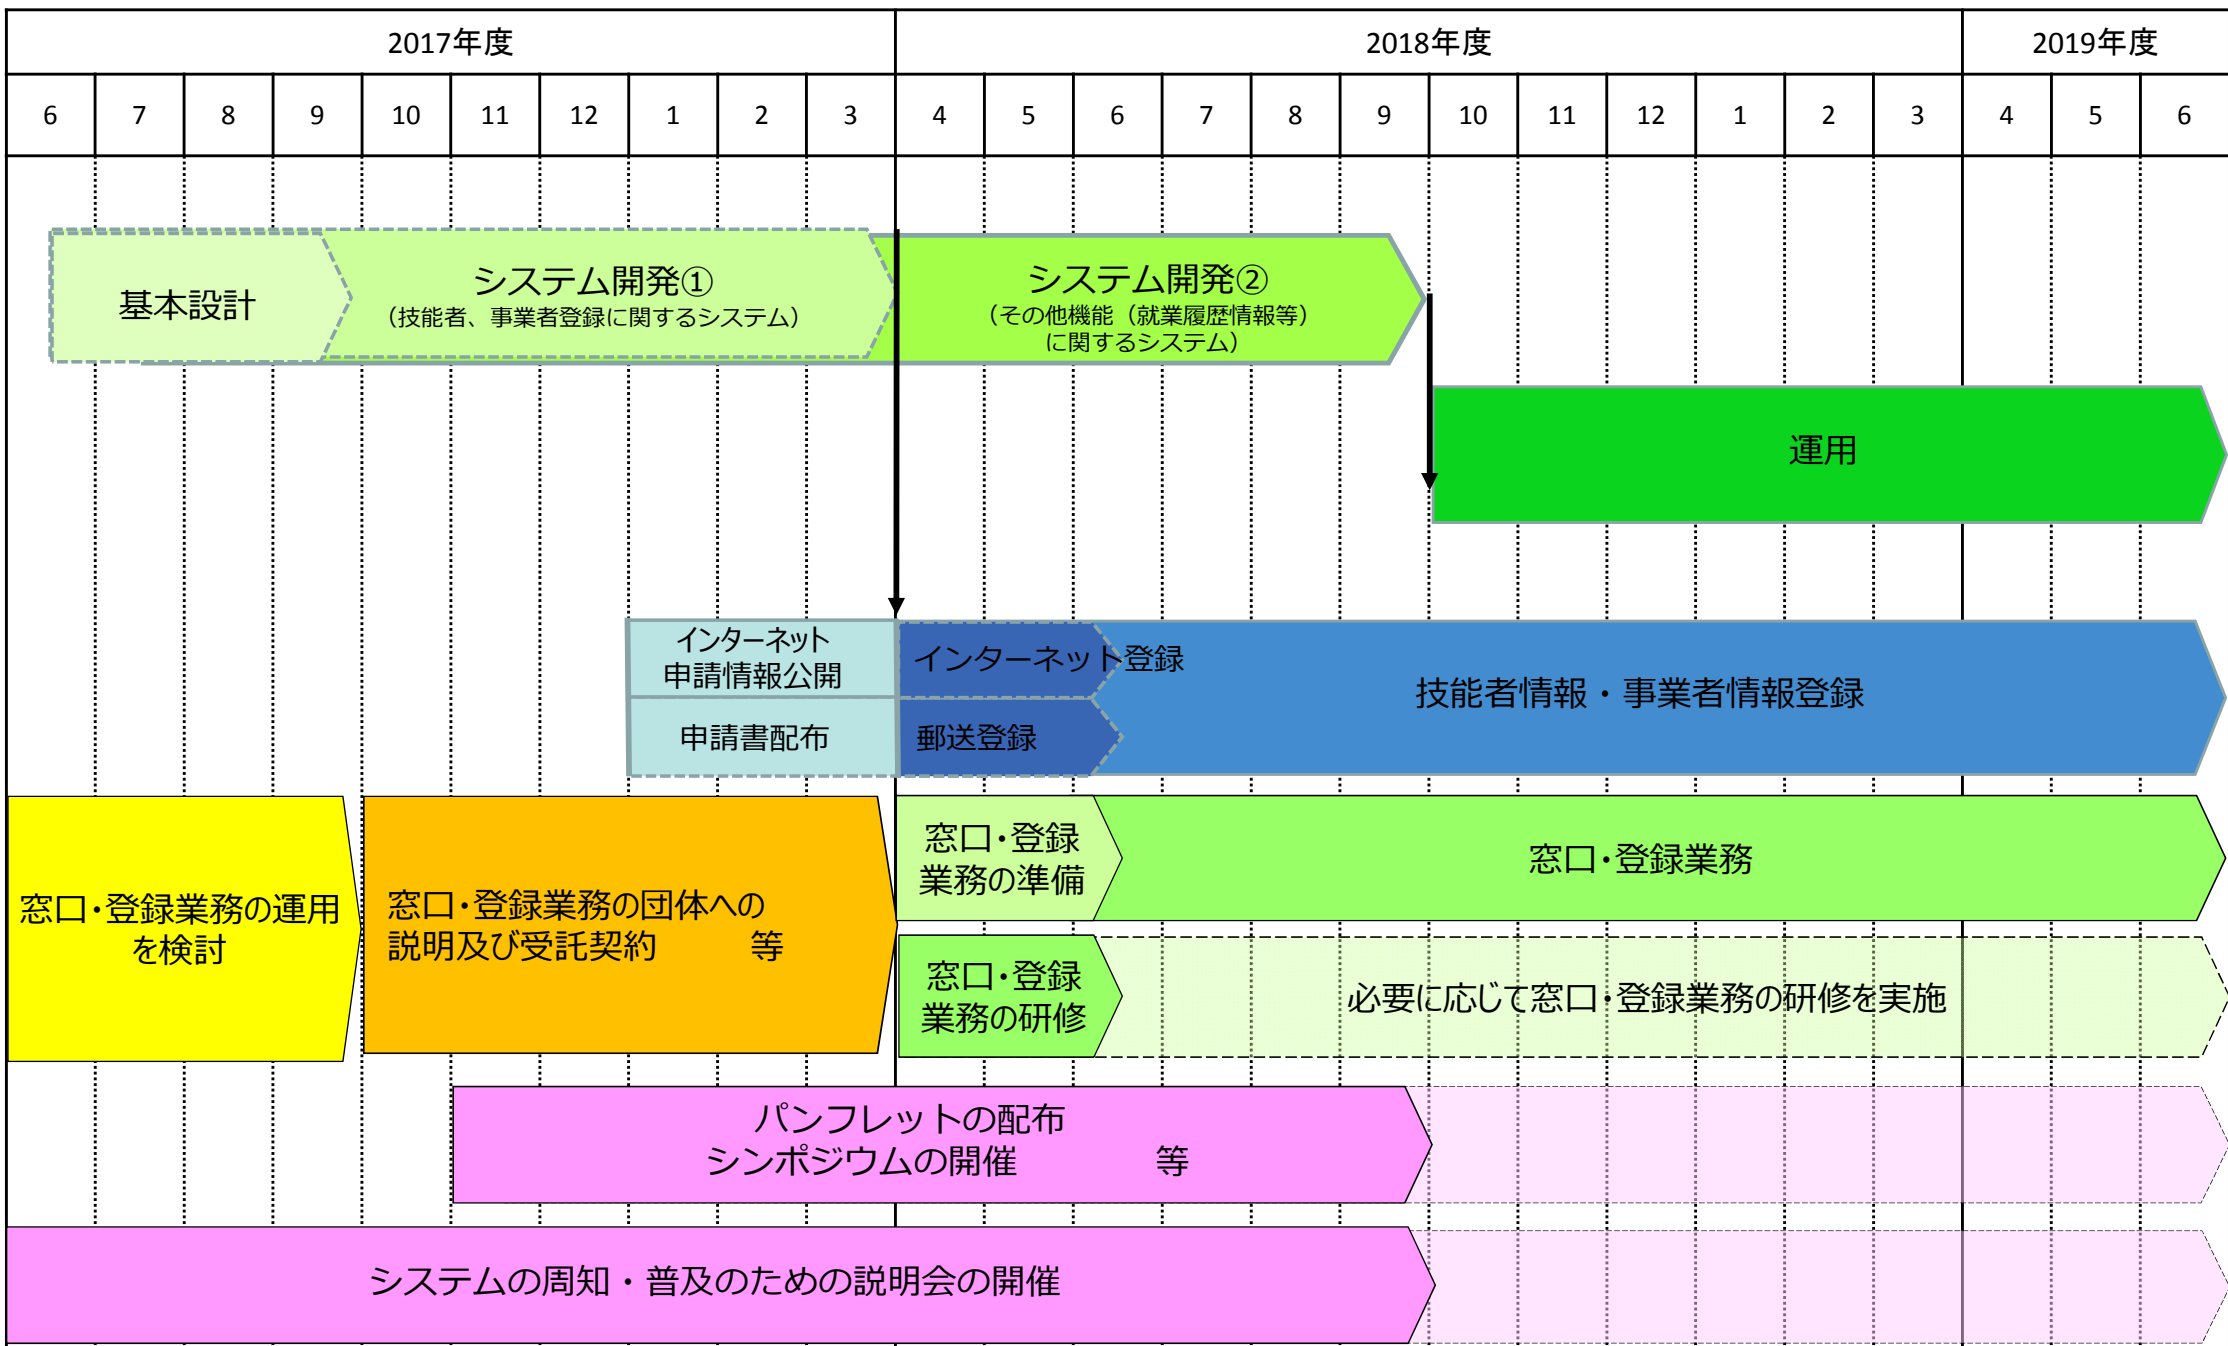 2017年度
2018年度
2019年度
6 7 8 9 10 11 12 1 2 3 4 5 6 7 8 9 10 11 12 1 2 3 4 5 6
基本設計
システム開発①
（技能者、事業者登録に関するシステム）
システム開発②
（その他機能（就業履歴情報等）
に関するシステム）
運用
インターネット
申請情報公開
インターネット登録
技能者情報・事業者情報登録
申請書配布
郵送登録
窓口・登録業務の運用
を検討
窓口・登録業務の団体への
説明及び受託契約 等
窓口・登録
業務の準備
窓口・登録業務
窓口・登録
業務の研修
必要に応じて窓口・登録業務の研修を実施
パンフレットの配布
シンポジウムの開催 等
システムの周知・普及のための説明会の開催